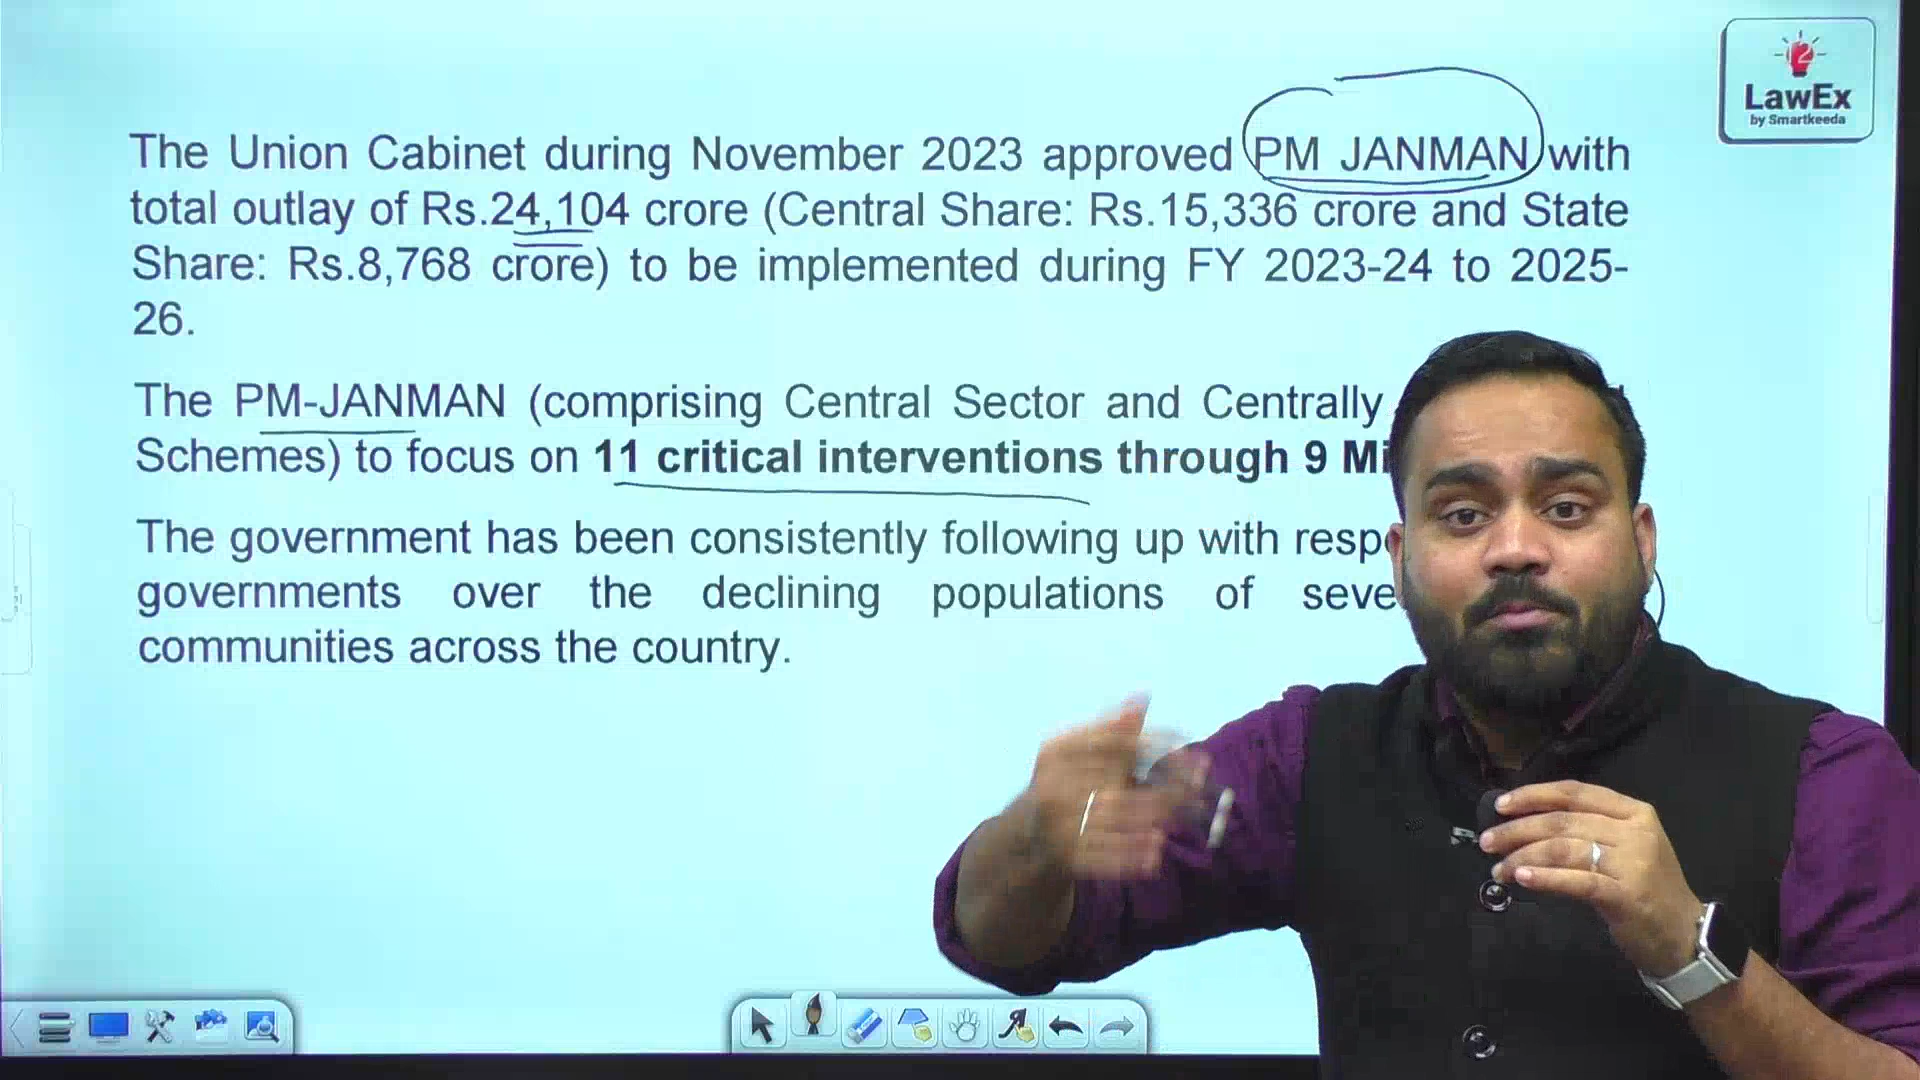 LawEx
by Smartkeeda
The Union Cabinet during November 2023 approved PM JANMAN with
total outlay of Rs.24,104 crore (Central Share: Rs.15,336 crore and State
Share: Rs.8,768 crore) to be implemented during FY 2023-24 to 2025-
26.
The PM-JANMAN (comprising Central Sector and Centrally
Schemes) to focus on 11 critical interventions through 9
The government has been consistently following up with
governments over the declining populations of
communities across the country.